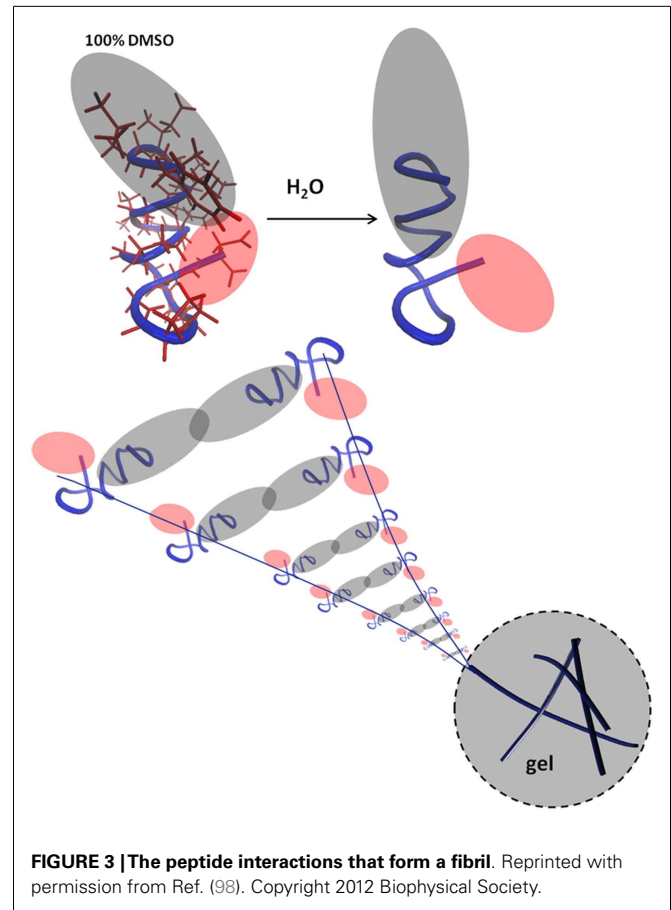 100% DMSO
H₂O
gel
FIGURE 3 | The peptide interactions that form a fibril. Reprinted with
permission from Ref. (98). Copyright 2012 Biophysical Society.